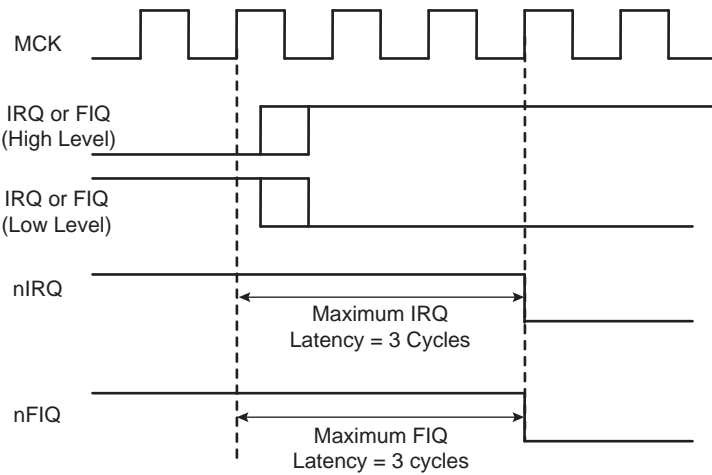 MCK
IRQ or FIQ
(High Level)
IRQ or FIQ
(Low Level)
nIRQ
Maximum IRQ
Latency = 3 Cycles
nFIQ
Maximum FIQ
Latency = 3 cycles